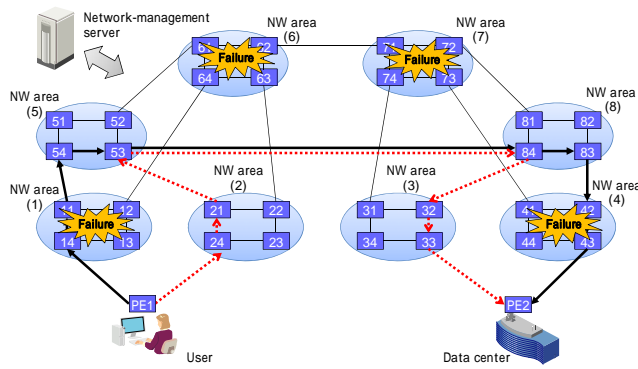 Network-management
server
NW area
(6)
62
Failure
64
63
NW area
(7)
72
Failure
74
73
NW area
(5)
51
52
54
53
NW area
(8)
81
82
84
83
NW area
(1)
11
12
Failure
14
13
NW area
(2)
21
22
24
23
NW area
(3)
31
32
34
33
NW area
(4)
41
42
Failure
44
43
PE1
User
PE2
Data center